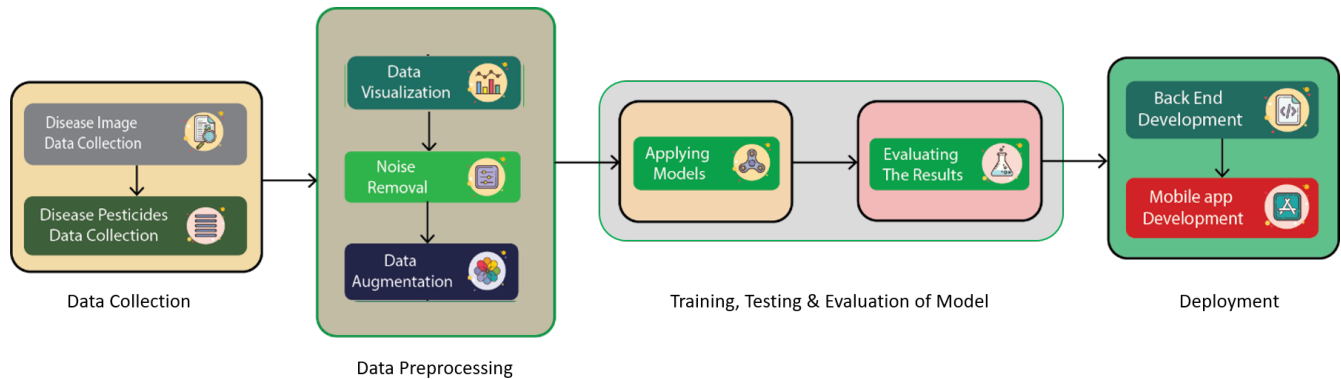 Disease Image
Data Collection
Disease Pesticides
Data Collection
Data Collection
Data
Visualization
Noise
Removal
Data
Augmentation
Data Preprocessing
Applying
Models
Evaluating
The Results
Training, Testing & Evaluation of Model
Back End
Development
Mobile app
Development
Deployment